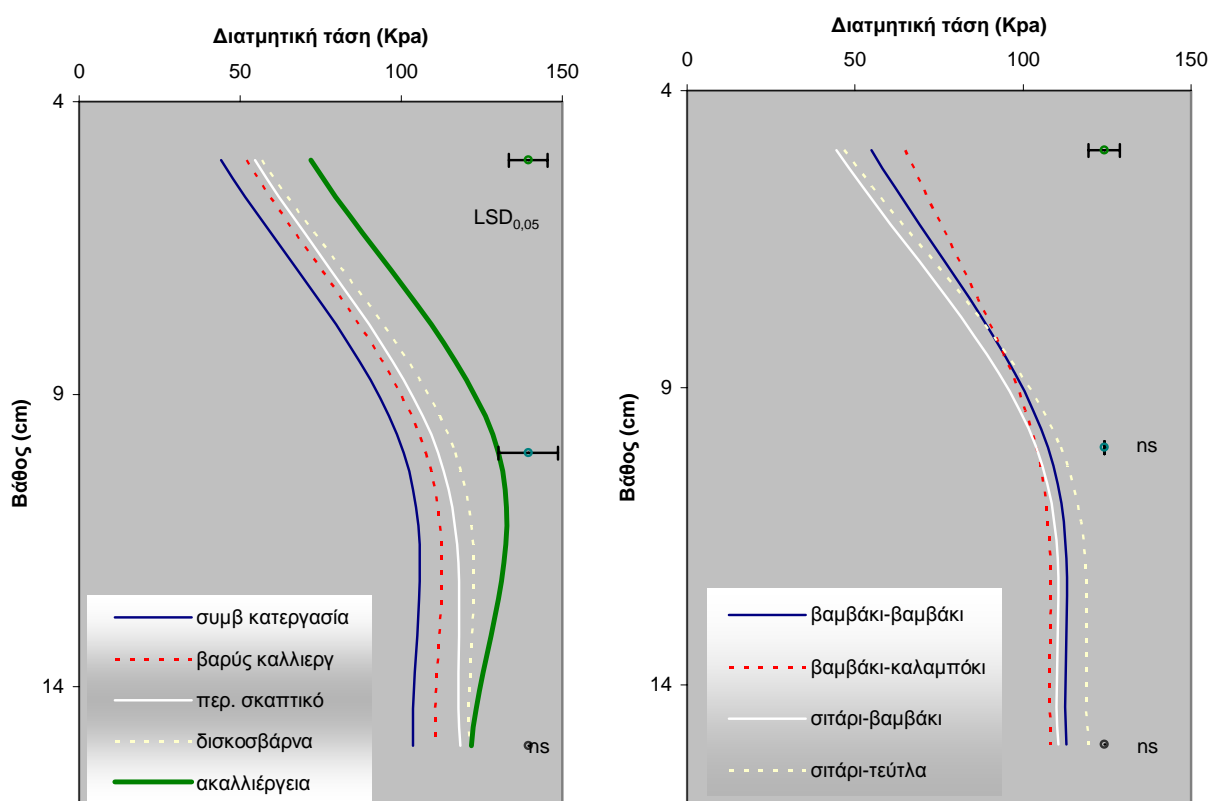 Διατμητική τάση (Kpa)
0 50 100 150
4
9
14
Βάθος (cm)
LSD0,05
ns
συμβ κατεργασία
βαρύς καλλιεργ
περ. σκαπτικό
δισκοσβάρνα
ακαλλιέργεια
Διατμητική τάση (Kpa)
0 50 100 150
4
9
14
Βάθος (cm)
ns
ns
βαμβάκι-βαμβάκι
βαμβάκι-καλαμπόκι
σιτάρι-βαμβάκι
σιτάρι-τεύτλα